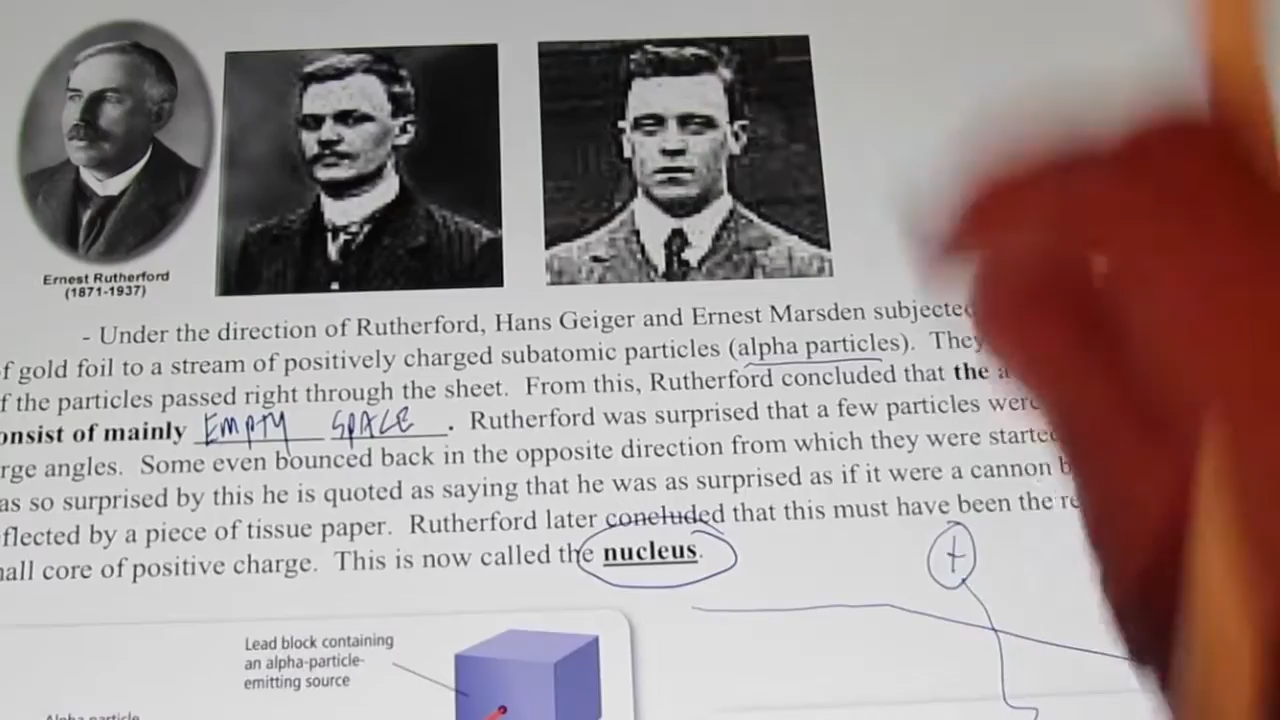 Ernest Rutherford
(1871-1937)
- Under the direction of Rutherford, Hans Geiger and Ernest Marsden subjected
f gold foil to a stream of positively charged subatomic particles (alpha particles). They
f the particles passed right through the sheet. From this, Rutherford concluded that the a
onsist of mainly EMPTY SPACE. Rutherford was surprised that a few particles were
rge angles. Some even bounced back in the opposite direction from which they were started
as so surprised by this he is quoted as saying that he was as surprised as if it were a cannon b
flected by a piece of tissue paper. Rutherford later concluded that this must have been the re
all core of positive charge. This is now called the nucleus.
+
Lead block containing
an alpha-particle-
emitting source
Alpha particle